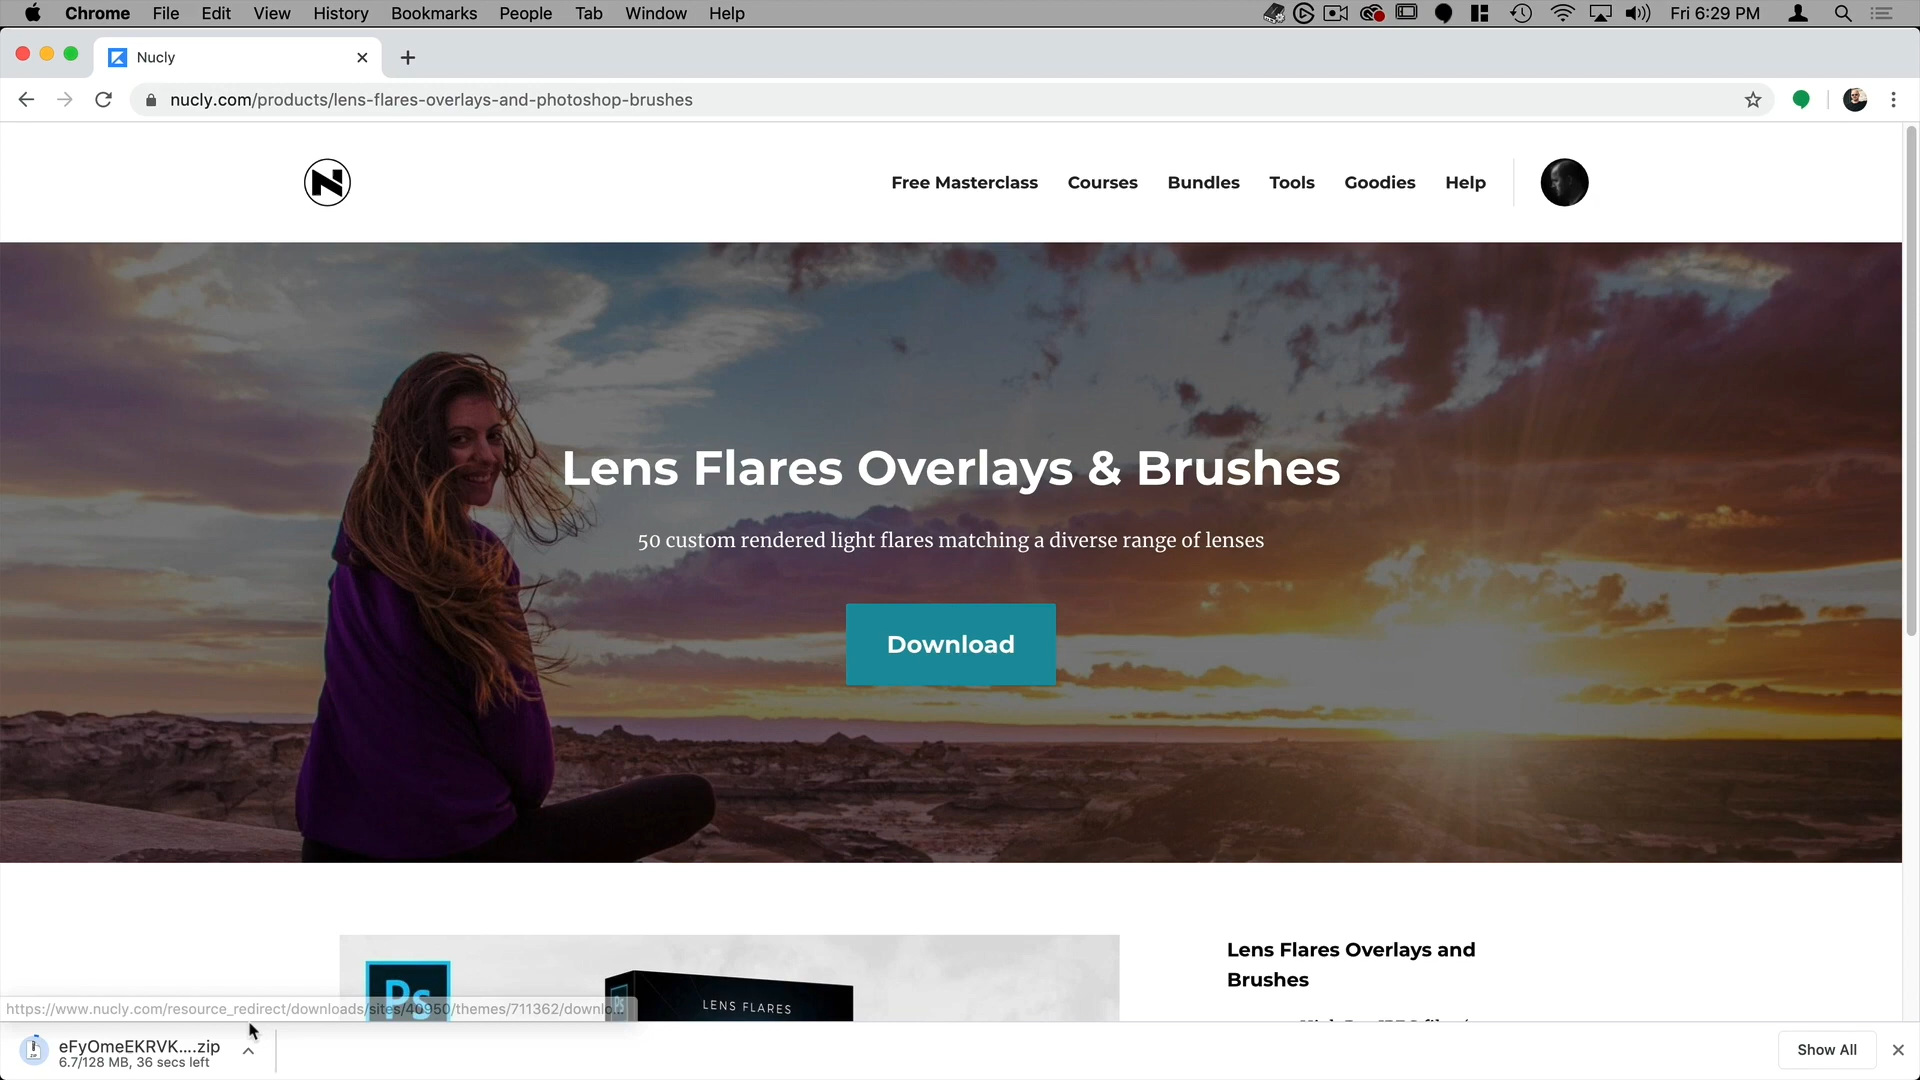 Chrome File Edit View History Bookmarks People Tab Window Help
Fri 6:29 PM
Nucly
nucly.com/products/lens-flares-overlays-and-photoshop-brushes
N
Free Masterclass Courses Bundles Tools Goodies Help
Lens Flares Overlays & Brushes
50 custom rendered light flares matching a diverse range of lenses
Download
Ps
LENS FLARES
Lens Flares Overlays and
Brushes
https://www.nucly.com/resource_redirect/downloads/sites/40950/themes/711362/downlo...
eFyOmeEKRVK....zip
6.7/128 MB, 36 secs left
Show All